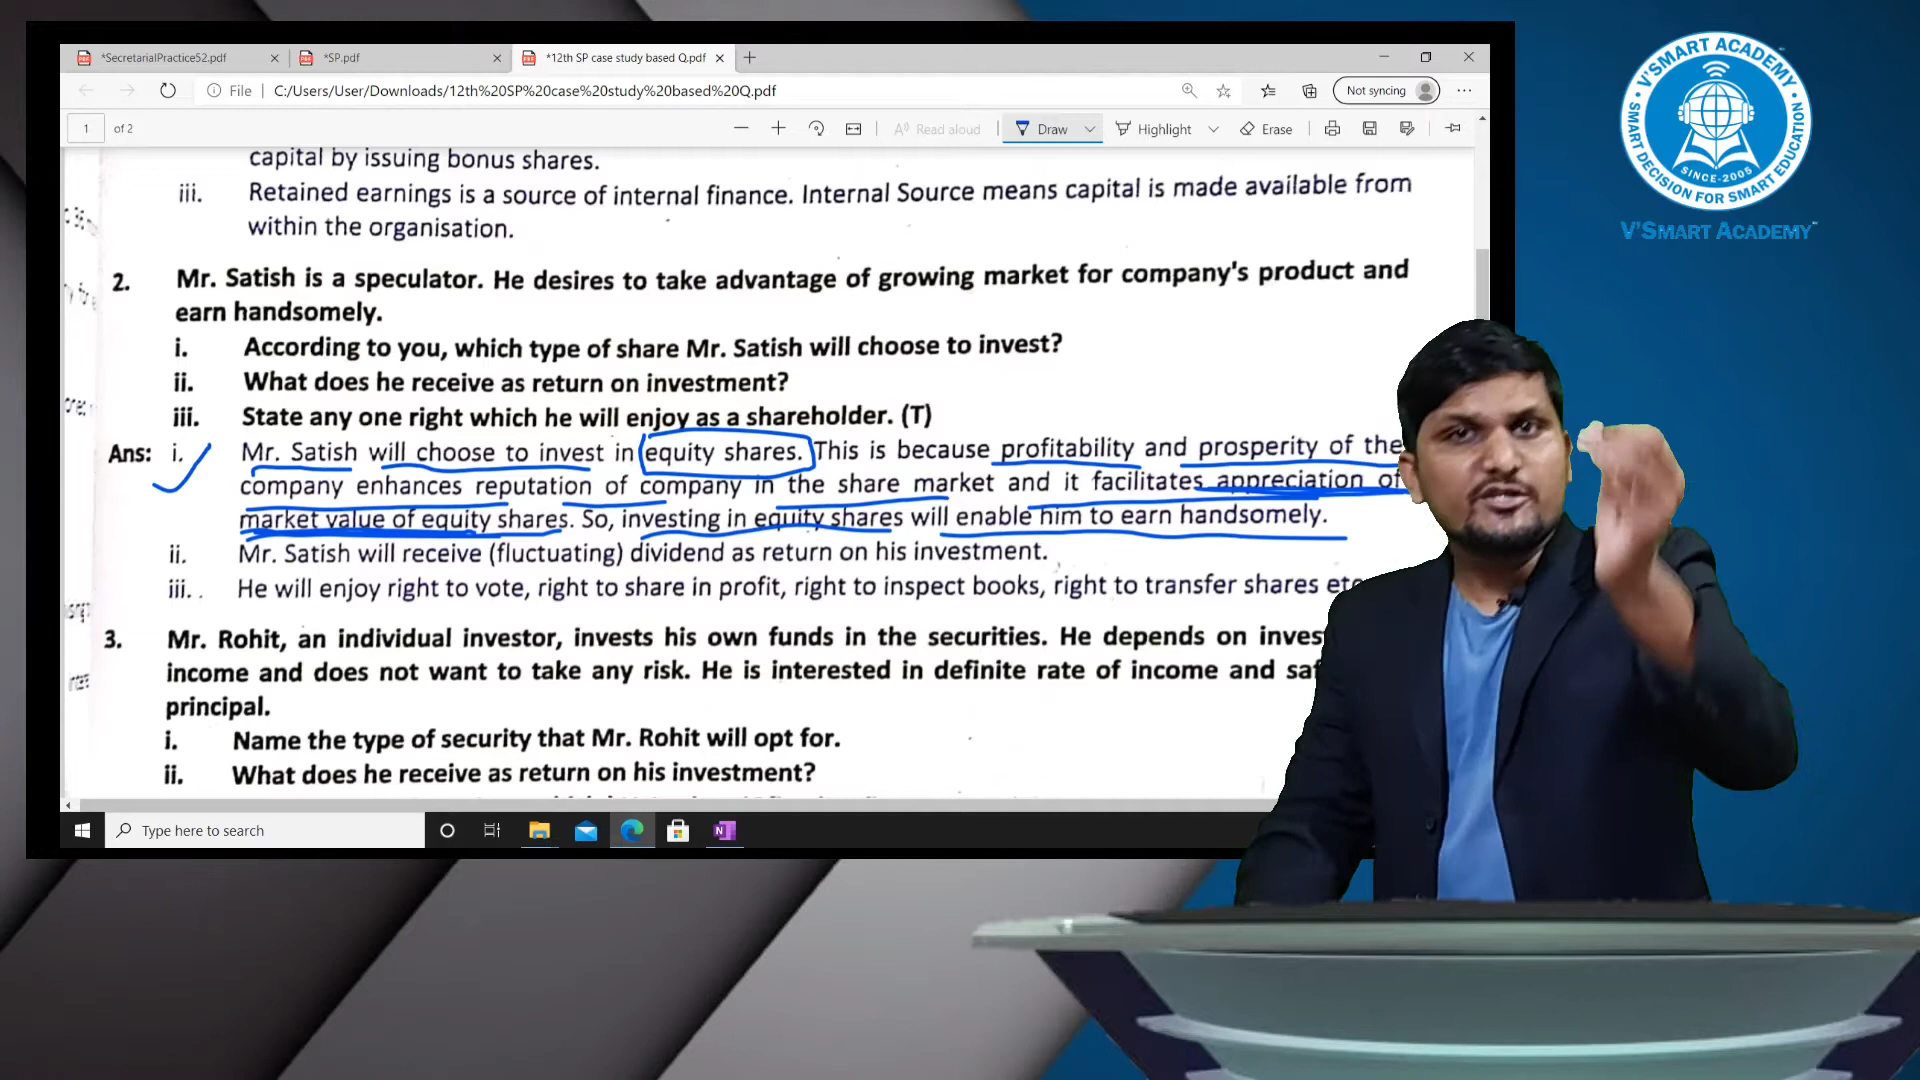 *SecretarialPractice52.pdf
*SP.pdf
*12th SP case study based Q.pdf
File
C:/Users/User/Downloads/12th%20SP%20case%20study%20based%20Q.pdf
Not syncing
1 of 2
Read aloud
Draw
Highlight
Erase
capital by issuing bonus shares.
iii. Retained earnings is a source of internal finance. Internal Source means capital is made available from
within the organisation.
2. Mr. Satish is a speculator. He desires to take advantage of growing market for company's product and
earn handsomely.
i. According to you, which type of share Mr. Satish will choose to invest?
ii. What does he receive as return on investment?
iii. State any one right which he will enjoy as a shareholder. (T)
Ans: i. Mr. Satish will choose to invest in equity shares. This is because profitability and prosperity of the
company enhances reputation of company in the share market and it facilitates appreciation of
market value of equity shares. So, investing in equity shares will enable him to earn handsomely.
ii. Mr. Satish will receive (fluctuating) dividend as return on his investment.
iii. He will enjoy right to vote, right to share in profit, right to inspect books, right to transfer shares etc
3. Mr. Rohit, an individual investor, invests his own funds in the securities. He depends on inves
income and does not want to take any risk. He is interested in definite rate of income and saf
principal.
i. Name the type of security that Mr. Rohit will opt for.
ii. What does he receive as return on his investment?
Type here to search
V'SMART ACADEMY
SMART DECISION FOR SMART EDUCATION
SINCE-2005
V'SMART ACADEMY